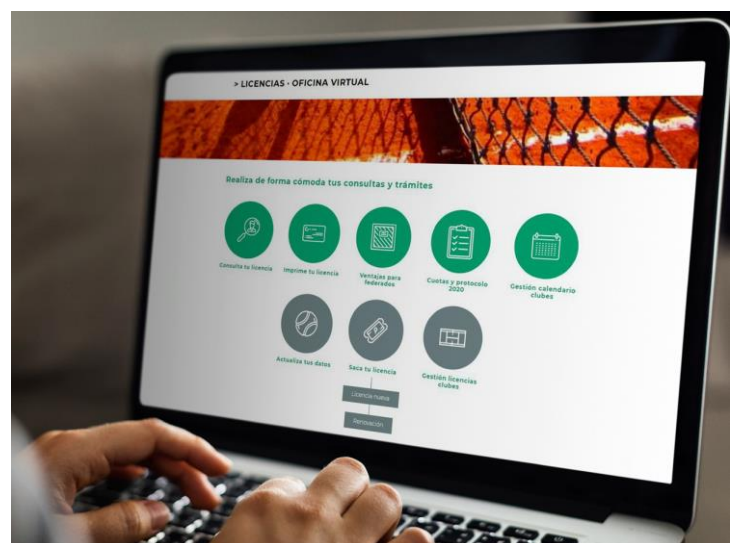 > LICENCIAS - OFICINA VIRTUAL
Realiza de forma cómoda tus consultas y trámites
Consulta tu licencia
Imprime tu licencia
Ventajas para
federados
Cuotas y protocolo
2020
Gestión calendario
clubes
Actualiza tus datos
Saca tu licencia
Gestión licencias
clubes
Licencia nueva
Renovación